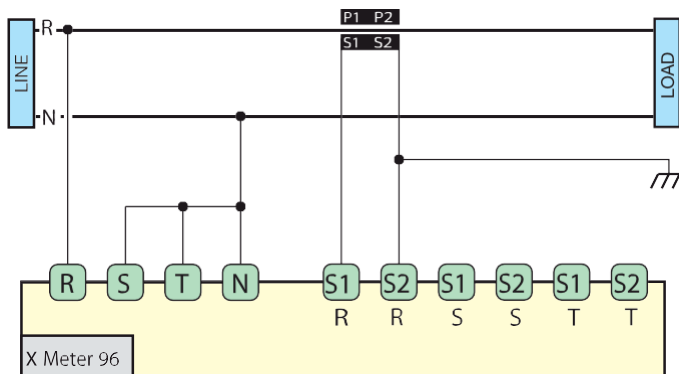 P1 P2
R
S1 S2
LINE
LOAD
N
R S T N S1 S2 S1 S2 S1 S2
R R S S T T
X Meter 96